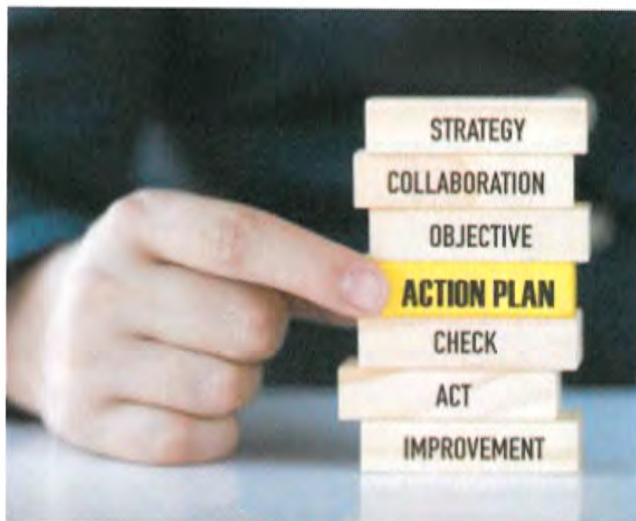 STRATEGY
COLLABORATION
OBJECTIVE
ACTION PLAN
CHECK
ACT
IMPROVEMENT